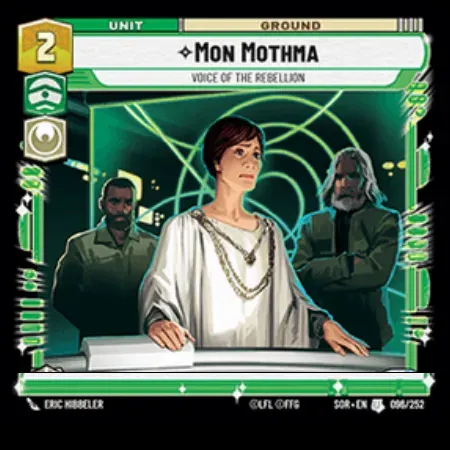 UNIT GROUND
2
MON MOTHMA
VOICE OF THE REBELLION
ERIC HIBBELER ©LFL ©FFG SOR • EN 096/252